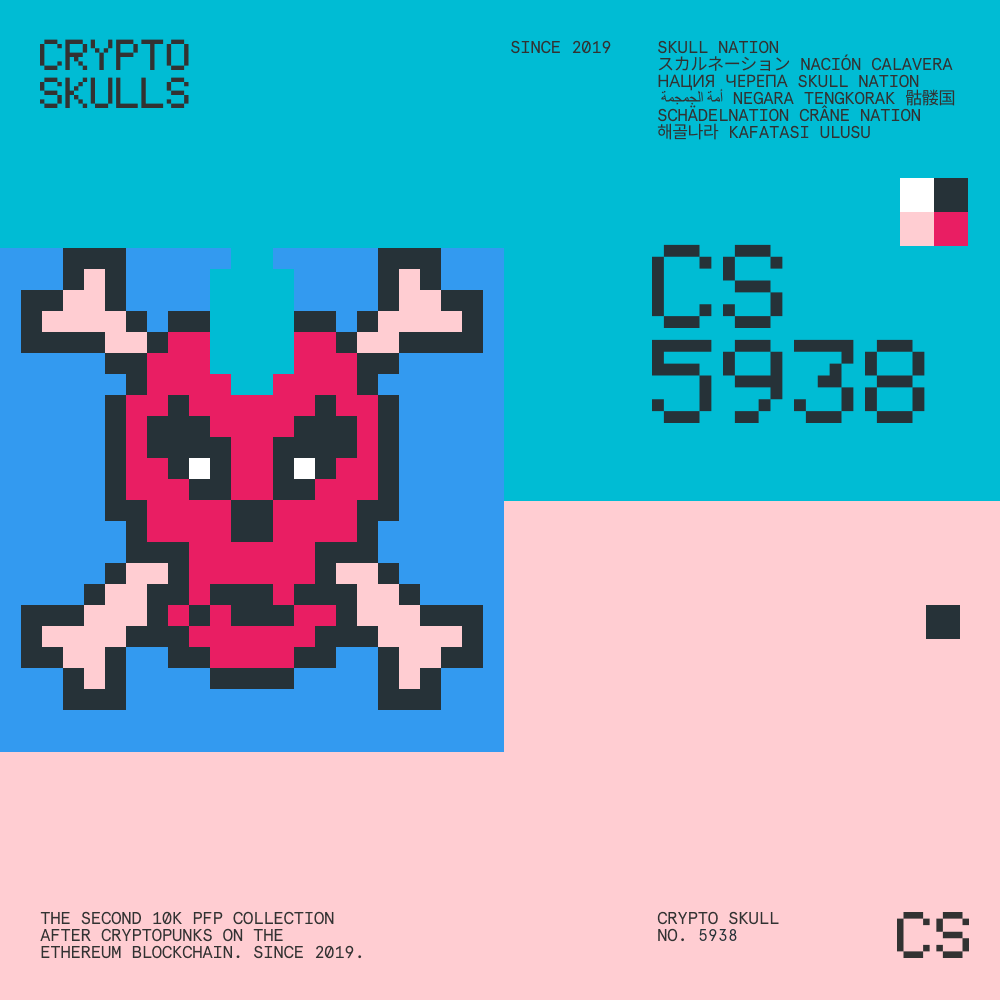 CRYPTO
SKULLS
SINCE 2019
SKULL NATION
スカルネーション NACIÓN CALAVERA
НАЦИЯ ЧЕРЕПА SKULL NATION
أمة الجمجمة NEGARA TENGKORAK 骷髅国
SCHÄDELNATION CRÂNE NATION
해골나라 KAFATASI ULUSU
CS
5938
THE SECOND 10K PFP COLLECTION
AFTER CRYPTOPUNKS ON THE
ETHEREUM BLOCKCHAIN. SINCE 2019.
CRYPTO SKULL
NO. 5938
CS